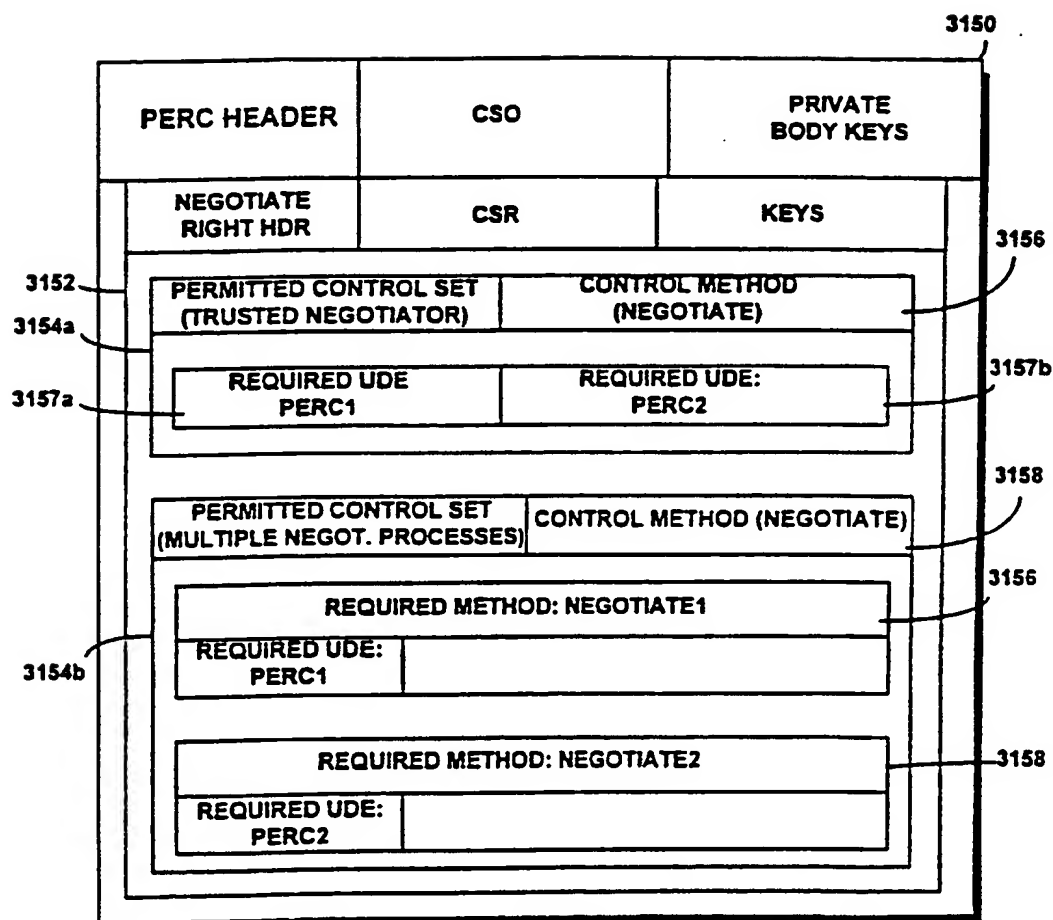 3150
PERC HEADER
CSO
PRIVATE
BODY KEYS
NEGOTIATE
RIGHT HDR
CSR
KEYS
3156
3152
PERMITTED CONTROL SET
(TRUSTED NEGOTIATOR)
CONTROL METHOD
(NEGOTIATE)
3154a
REQUIRED UDE
PERC1
REQUIRED UDE:
PERC2
3157b
3157a
3158
PERMITTED CONTROL SET
(MULTIPLE NEGOT. PROCESSES)
CONTROL METHOD (NEGOTIATE)
3156
REQUIRED METHOD: NEGOTIATE1
REQUIRED UDE:
PERC1
3154b
REQUIRED METHOD: NEGOTIATE2
3158
REQUIRED UDE:
PERC2